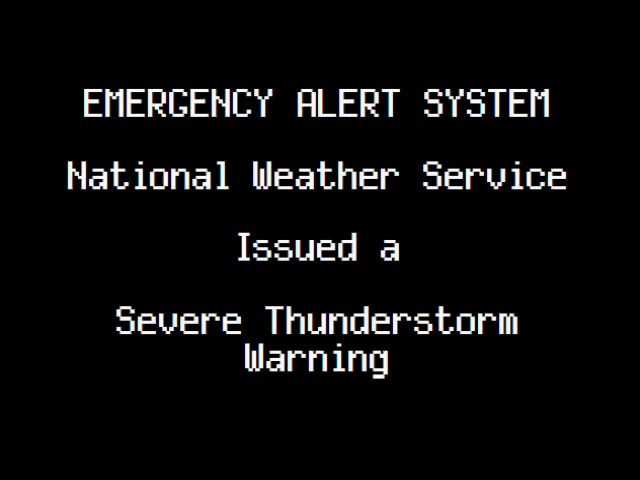 EMERGENCY ALERT SYSTEM
National Weather Service
Issued a
Severe Thunderstorm
Warning